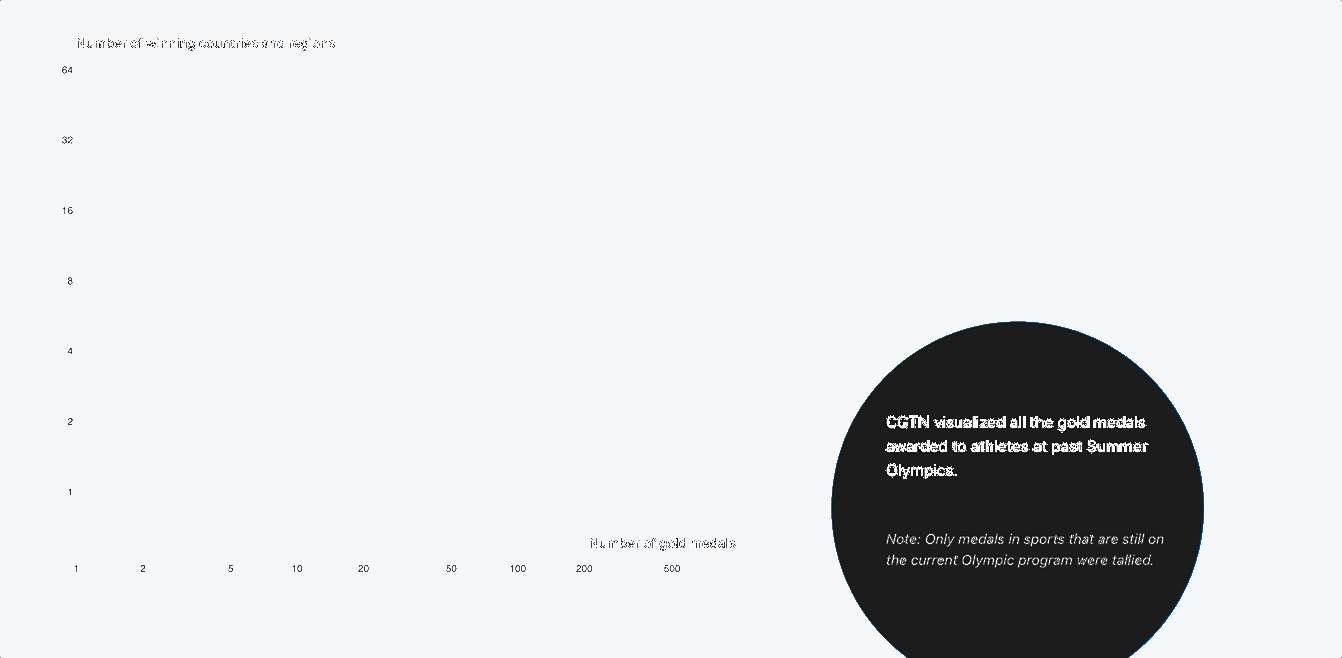 Number of winning countries and regions
64
32
16
8
4
2
1
Number of gold medals
1 2 5 10 20 50 100 200 500
CGTN visualized all the gold medals
awarded to athletes at past Summer
Olympics.
Note: Only medals in sports that are still on
the current Olympic program were tallied.